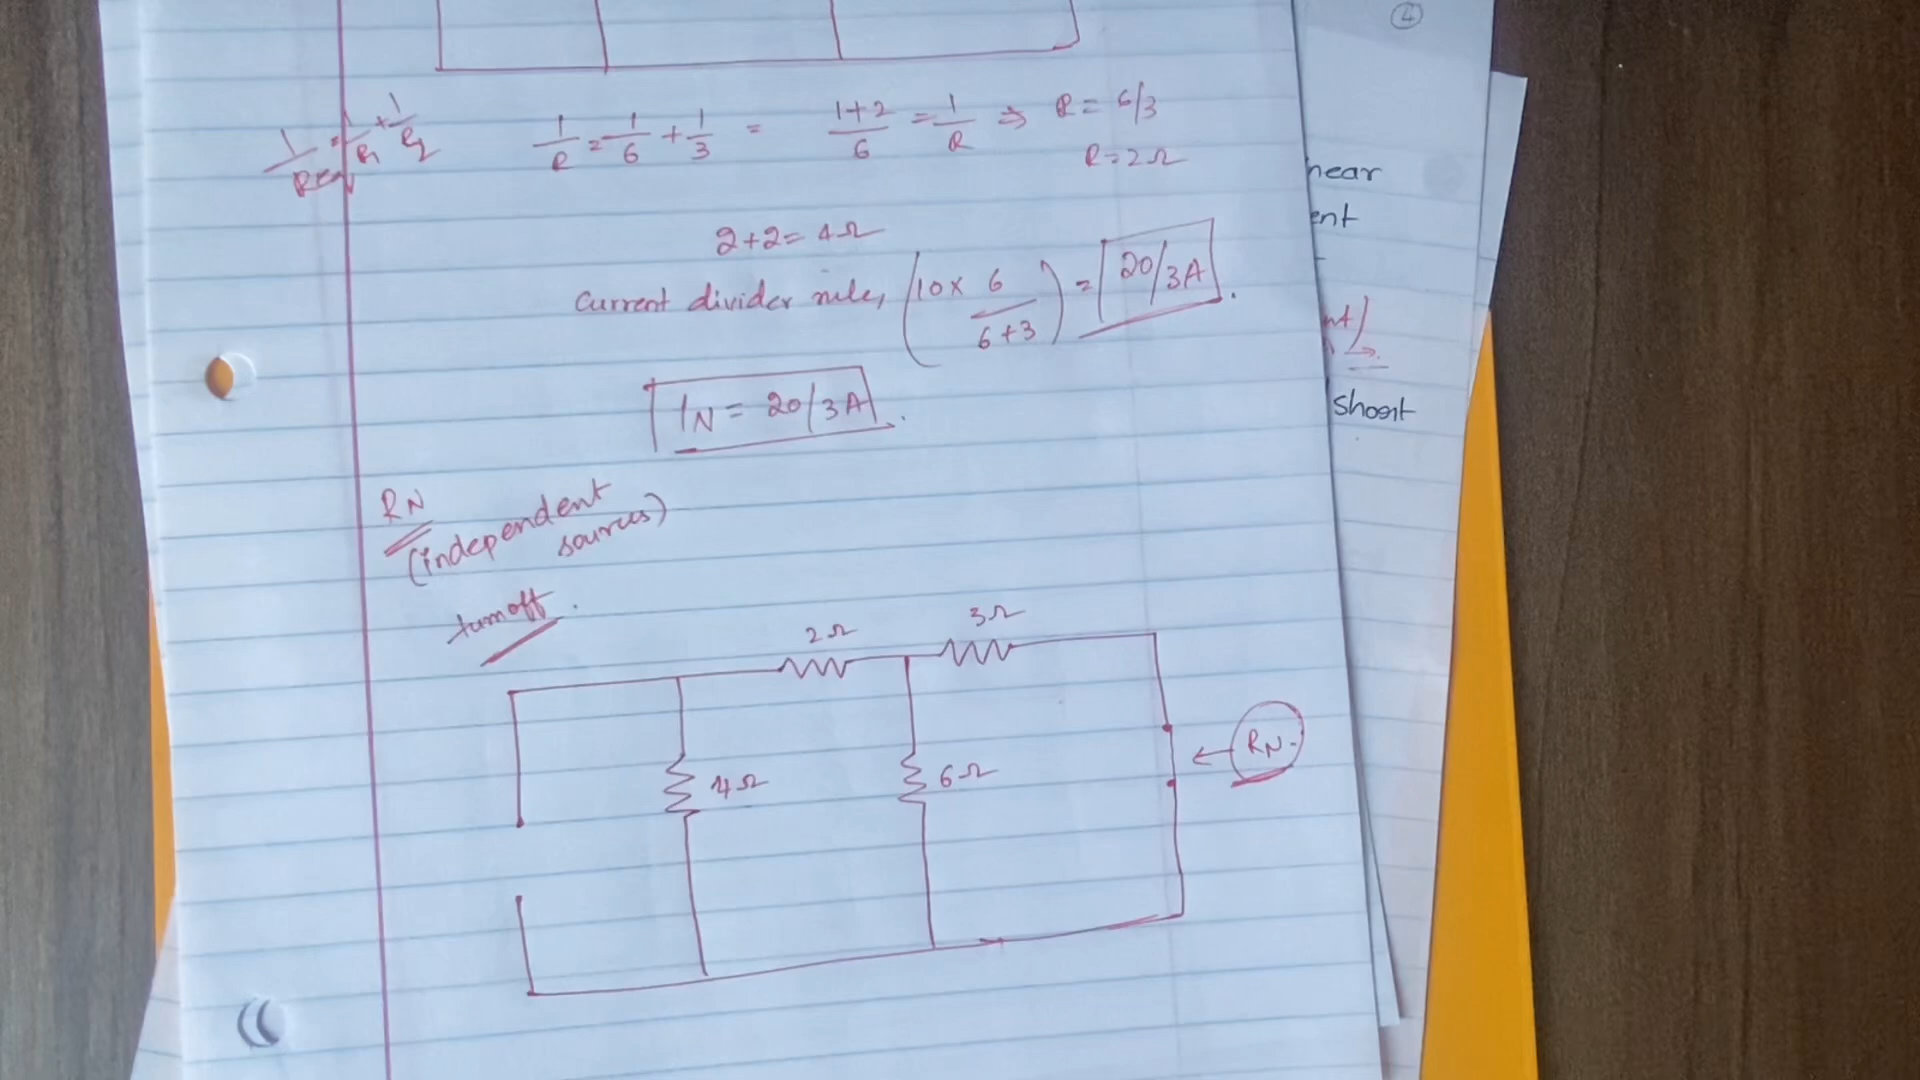 4
1/Req = 1/R1 + 1/R2
1/R = 1/6 + 1/3 = 1+2/6 = 1/R ⇒ R = 6/3
R = 2Ω
2+2 = 4Ω
Current divider rule, (10 × 6/6+3) = 20/3A.
IN = 20/3A.
RN
(independent
sources)
turnoff.
2Ω
3Ω
4Ω
6Ω
RN.
near
ent
shoont